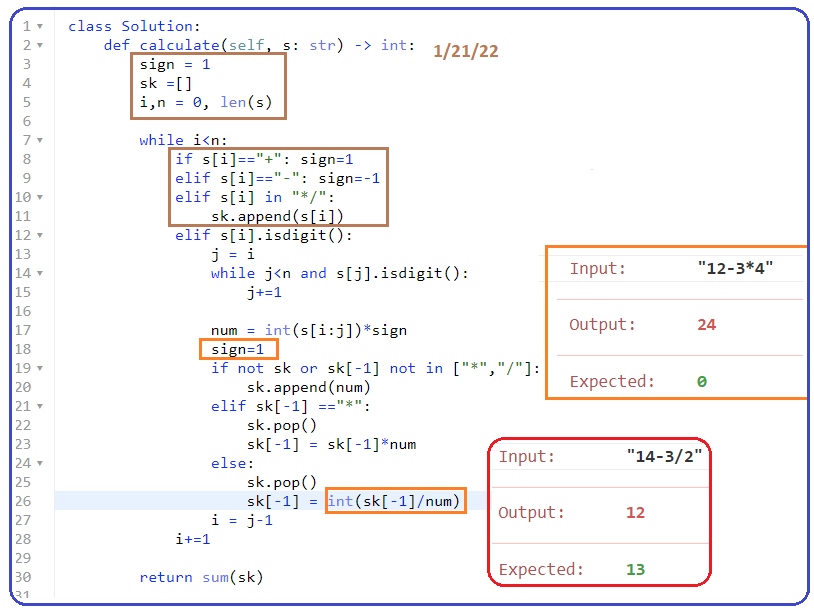 1 class Solution:
2 def calculate(self, s: str) -> int: 1/21/22
3 sign = 1
4 sk =[]
5 i,n = 0, len(s)
6
7 while i<n:
8 if s[i]=="+": sign=1
9 elif s[i]=="-": sign=-1
10 elif s[i] in "*/":
11 sk.append(s[i])
12 elif s[i].isdigit():
13 j = i
14 while j<n and s[j].isdigit():
15 j+=1
16
17 num = int(s[i:j])*sign
18 sign=1
19 if not sk or sk[-1] not in ["*","/"]:
20 sk.append(num)
21 elif sk[-1] =="*":
22 sk.pop()
23 sk[-1] = sk[-1]*num
24 else:
25 sk.pop()
26 sk[-1] = int(sk[-1]/num)
27 i = j-1
28 i+=1
29
30 return sum(sk)
31
Input: "12-3*4"
Output: 24
Expected: 0
Input: "14-3/2"
Output: 12
Expected: 13